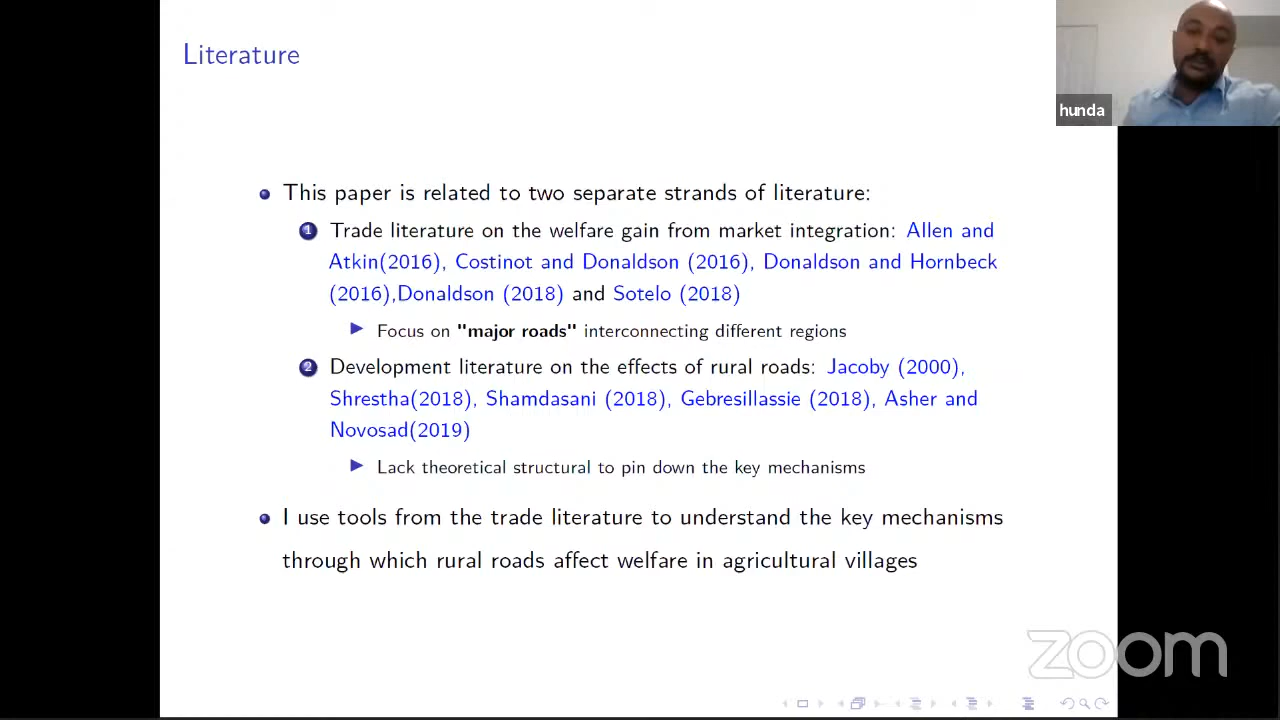 Literature
hunda
This paper is related to two separate strands of literature:
1 Trade literature on the welfare gain from market integration: Allen and
Atkin(2016), Costinot and Donaldson (2016), Donaldson and Hornbeck
(2016),Donaldson (2018) and Sotelo (2018)
Focus on "major roads" interconnecting different regions
2 Development literature on the effects of rural roads: Jacoby (2000),
Shrestha(2018), Shamdasani (2018), Gebresillassie (2018), Asher and
Novosad(2019)
Lack theoretical structural to pin down the key mechanisms
I use tools from the trade literature to understand the key mechanisms
through which rural roads affect welfare in agricultural villages
zoom